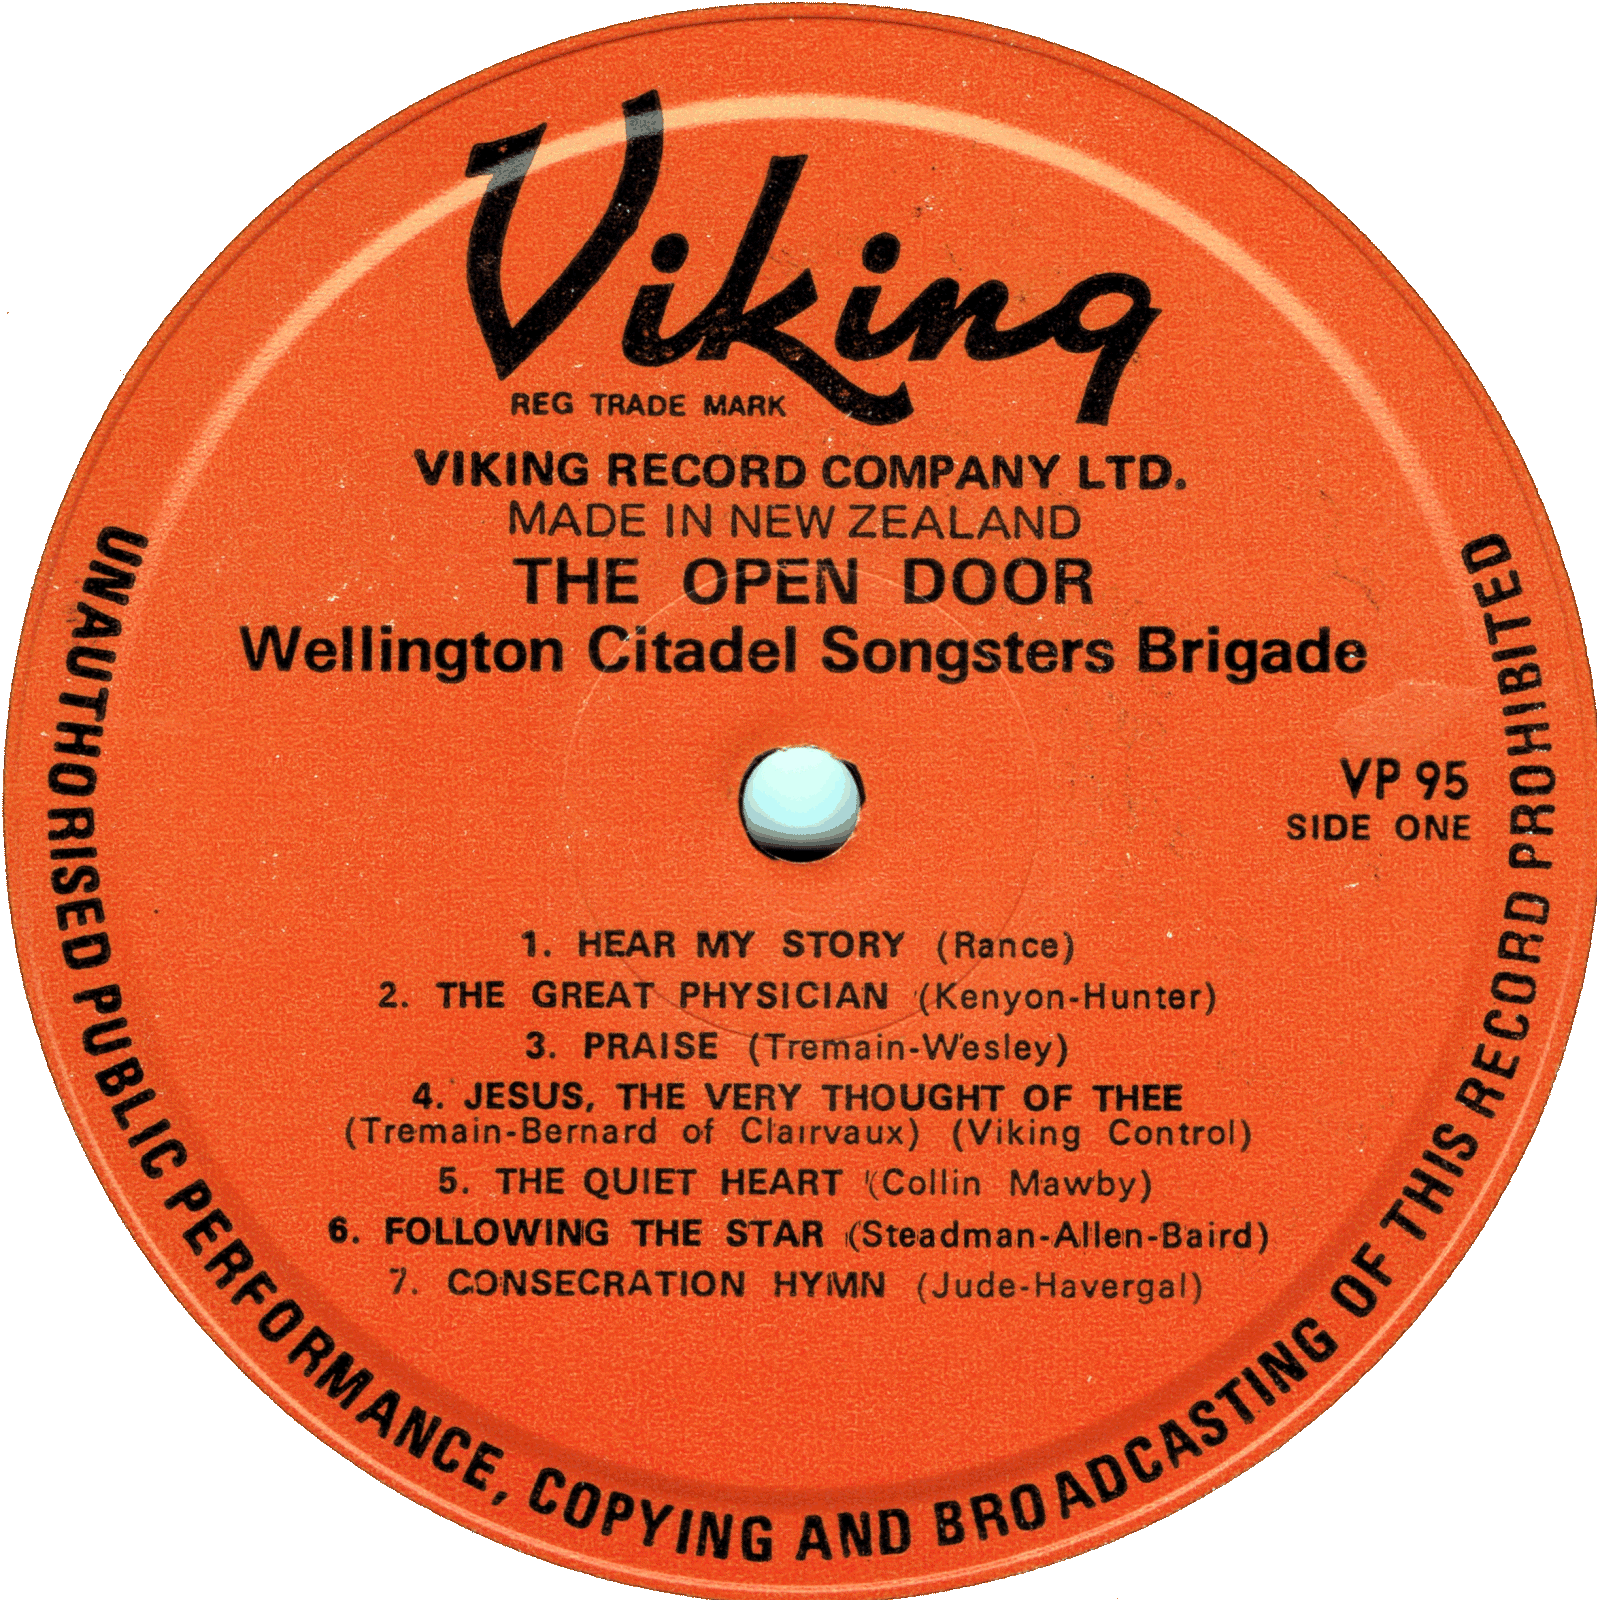 Viking
REG TRADE MARK
VIKING RECORD COMPANY LTD.
MADE IN NEW ZEALAND
THE OPEN DOOR
Wellington Citadel Songsters Brigade
VP 95
SIDE ONE
1. HEAR MY STORY (Rance)
2. THE GREAT PHYSICIAN (Kenyon-Hunter)
3. PRAISE (Tremain-Wesley)
4. JESUS, THE VERY THOUGHT OF THEE
(Tremain-Bernard of Clairvaux) (Viking Control)
5. THE QUIET HEART (Collin Mawby)
6. FOLLOWING THE STAR (Steadman-Allen-Baird)
7. CONSECRATION HYMN (Jude-Havergal)
UNAUTHORISED PUBLIC PERFORMANCE, COPYING AND BROADCASTING OF THIS RECORD PROHIBITED